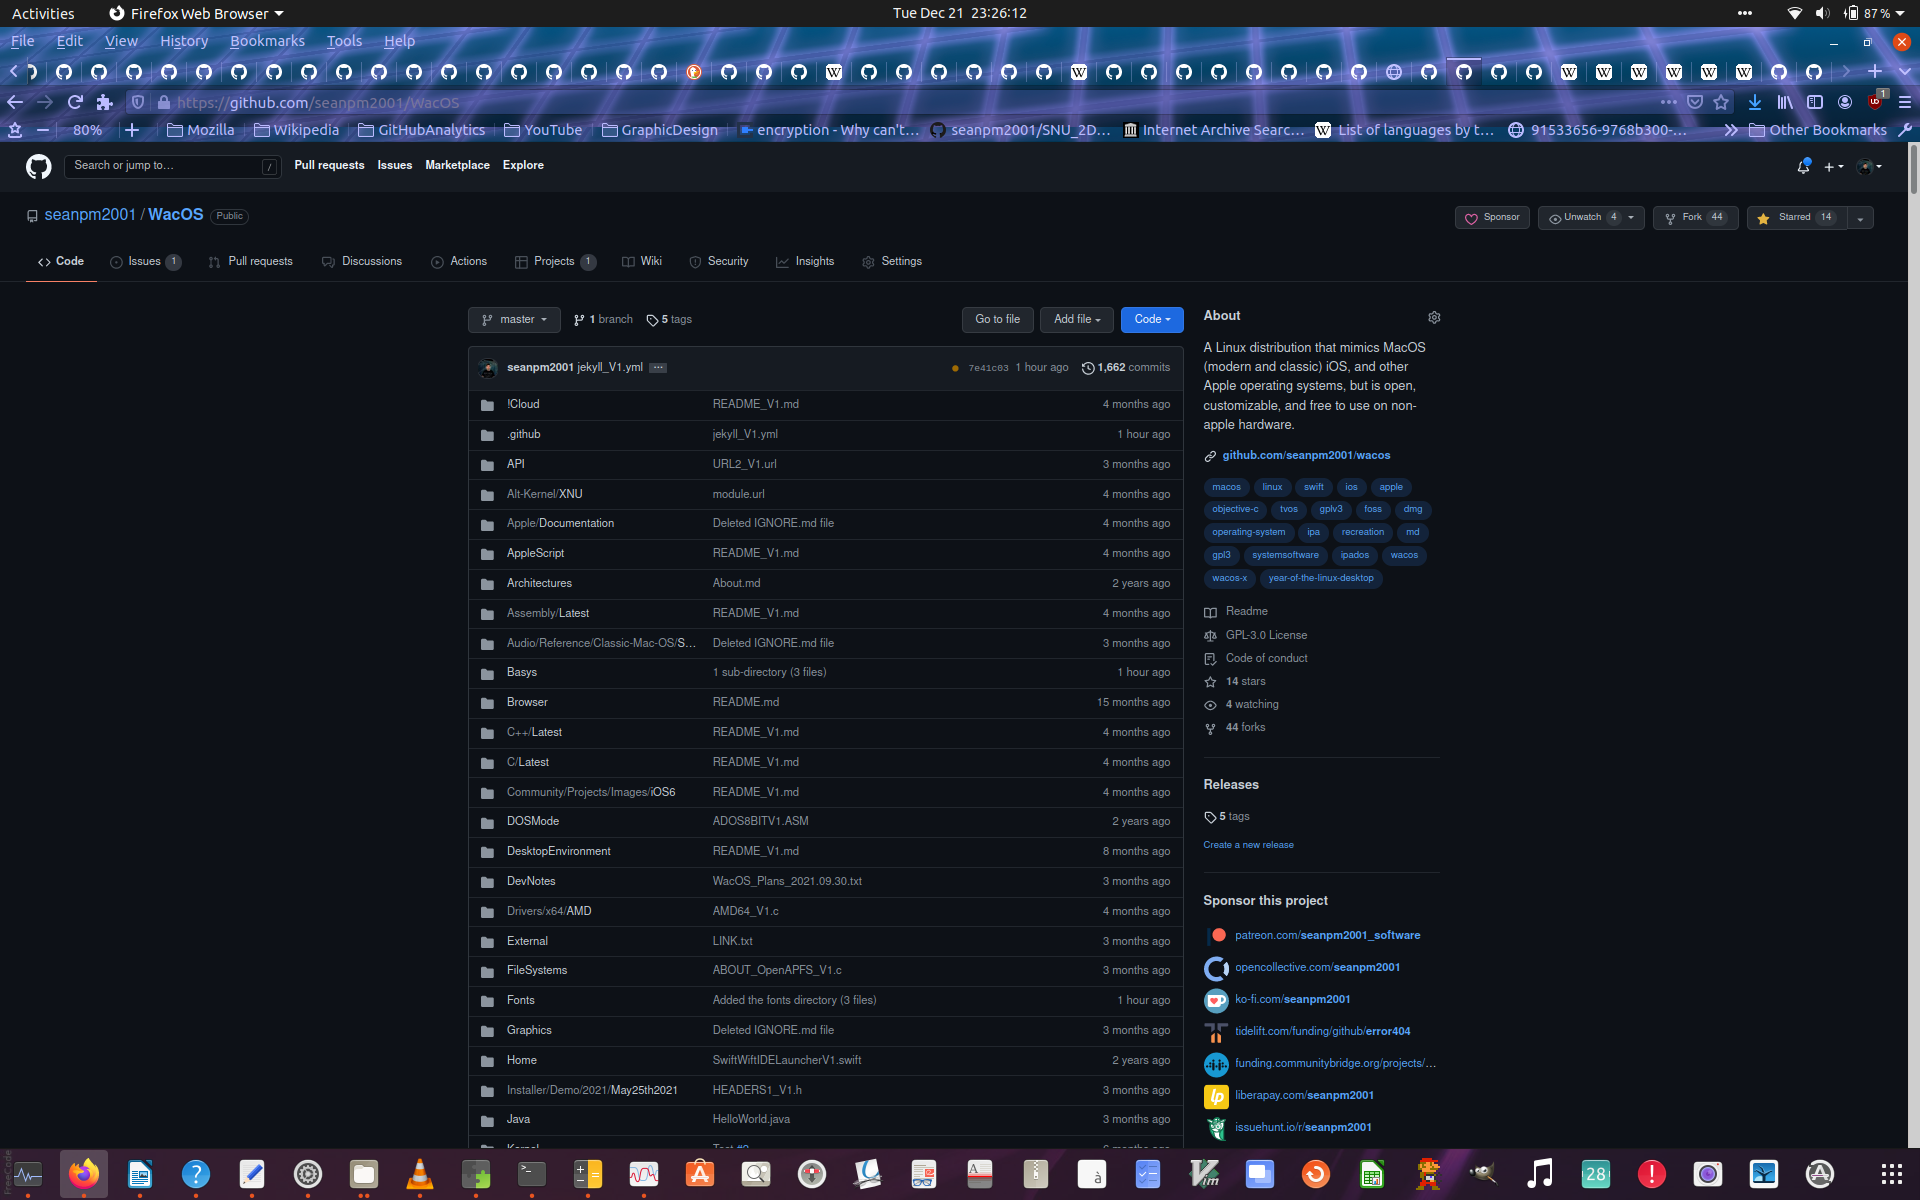 Activities Firefox Web Browser Tue Dec 21 23:26:12 87 %
File Edit View History Bookmarks Tools Help
https://github.com/seanpm2001/WacOS 1
80% Mozilla Wikipedia GitHubAnalytics YouTube GraphicDesign encryption - Why can't… seanpm2001/SNU_2D… Internet Archive Searc… List of languages by t… 91533656-9768b300-… Other Bookmarks
Search or jump to… / Pull requests Issues Marketplace Explore
seanpm2001 / WacOS Public Sponsor Unwatch 4 Fork 44 Starred 14
Code Issues 1 Pull requests Discussions Actions Projects 1 Wiki Security Insights Settings
master 1 branch 5 tags Go to file Add file Code
seanpm2001 jekyll_V1.yml ... 7e41c03 1 hour ago 1,662 commits
!Cloud README_V1.md 4 months ago
.github jekyll_V1.yml 1 hour ago
API URL2_V1.url 3 months ago
Alt-Kernel/XNU module.url 4 months ago
Apple/Documentation Deleted IGNORE.md file 4 months ago
AppleScript README_V1.md 4 months ago
Architectures About.md 2 years ago
Assembly/Latest README_V1.md 4 months ago
Audio/Reference/Classic-Mac-OS/S… Deleted IGNORE.md file 3 months ago
Basys 1 sub-directory (3 files) 1 hour ago
Browser README.md 15 months ago
C++/Latest README_V1.md 4 months ago
C/Latest README_V1.md 4 months ago
Community/Projects/Images/iOS6 README_V1.md 4 months ago
DOSMode ADOS8BITV1.ASM 2 years ago
DesktopEnvironment README_V1.md 8 months ago
DevNotes WacOS_Plans_2021.09.30.txt 3 months ago
Drivers/x64/AMD AMD64_V1.c 4 months ago
External LINK.txt 3 months ago
FileSystems ABOUT_OpenAPFS_V1.c 3 months ago
Fonts Added the fonts directory (3 files) 1 hour ago
Graphics Deleted IGNORE.md file 3 months ago
Home SwiftWiftIDELauncherV1.swift 2 years ago
Installer/Demo/2021/May25th2021 HEADERS1_V1.h 3 months ago
Java HelloWorld.java 3 months ago
About
A Linux distribution that mimics MacOS
(modern and classic) iOS, and other
Apple operating systems, but is open,
customizable, and free to use on non-
apple hardware.
github.com/seanpm2001/wacos
macos linux swift ios apple
objective-c tvos gplv3 foss dmg
operating-system ipa recreation md
gpl3 systemsoftware ipados wacos
wacos-x year-of-the-linux-desktop
Readme
GPL-3.0 License
Code of conduct
14 stars
4 watching
44 forks
Releases
5 tags
Create a new release
Sponsor this project
patreon.com/seanpm2001_software
opencollective.com/seanpm2001
ko-fi.com/seanpm2001
tidelift.com/funding/github/error404
funding.communitybridge.org/projects/…
liberapay.com/seanpm2001
issuehunt.io/r/seanpm2001
28